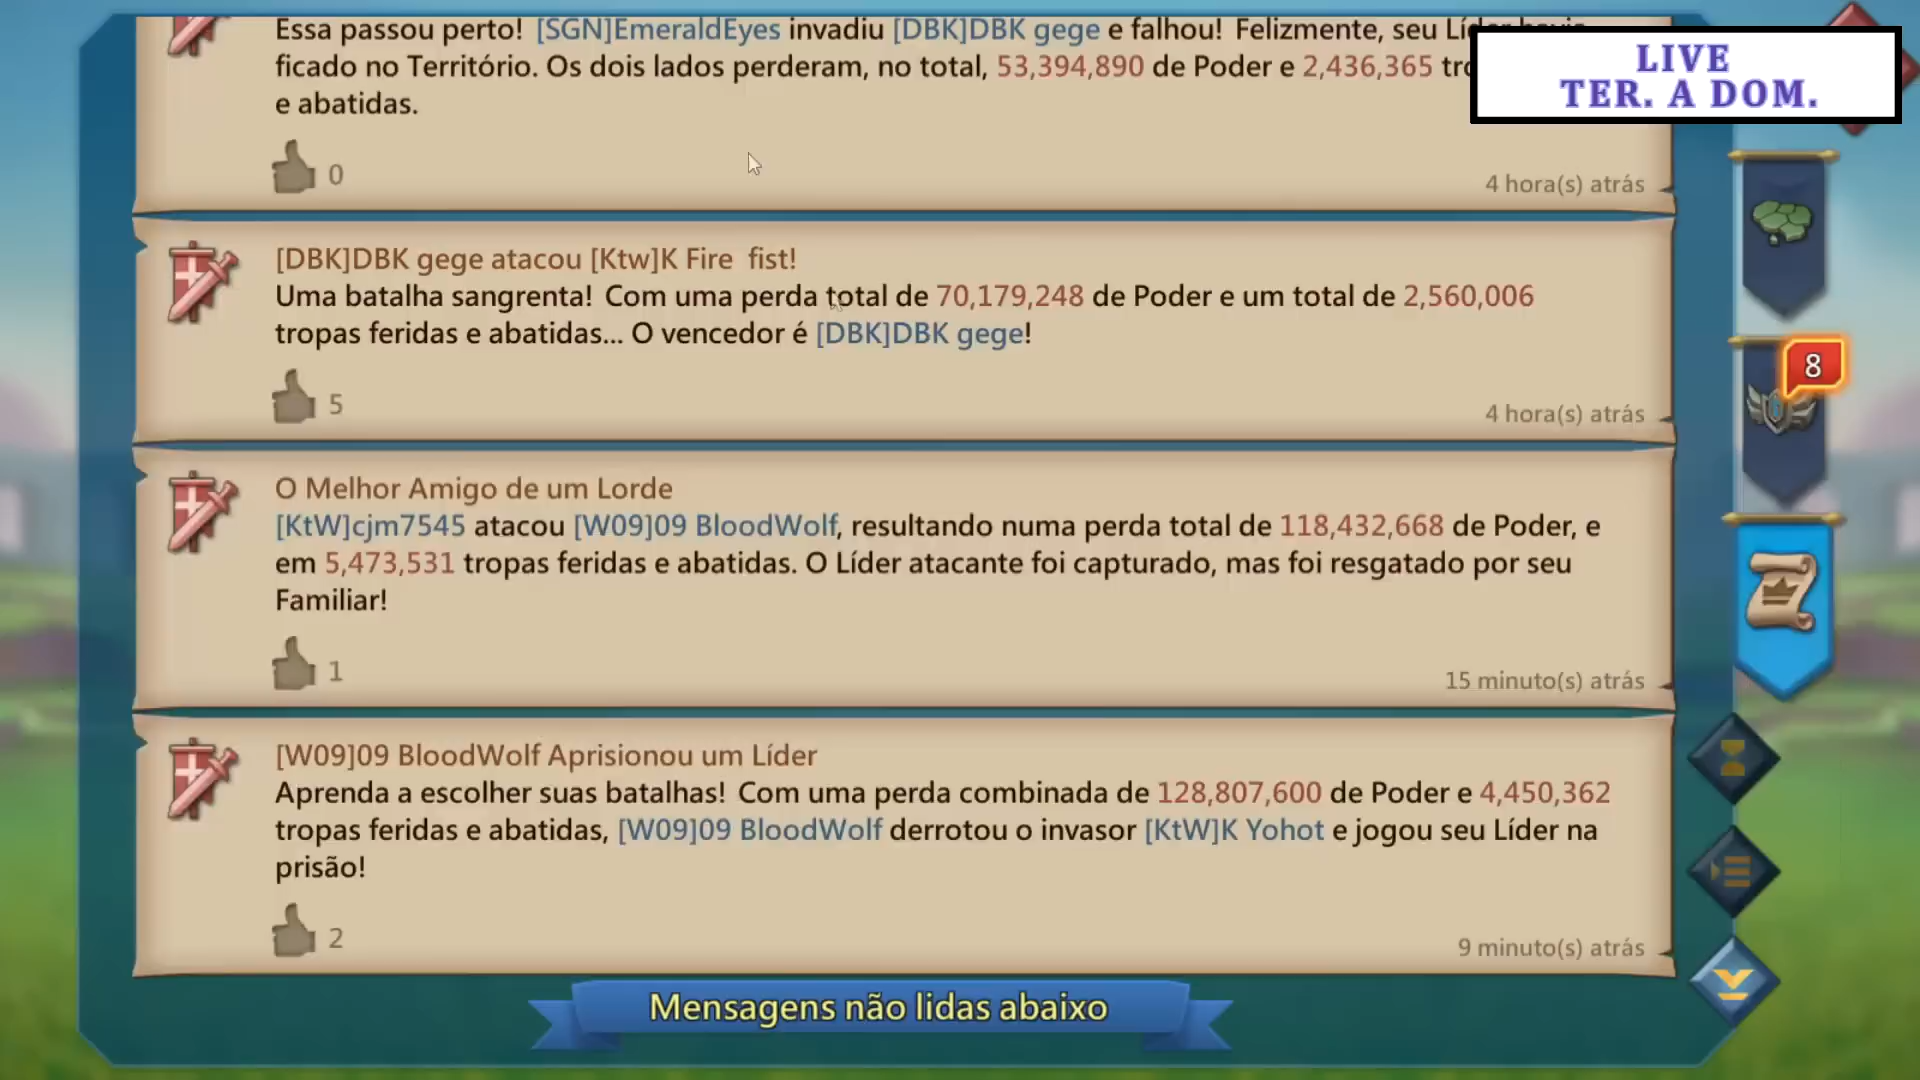 Essa passou perto! [SGN]EmeraldEyes invadiu [DBK]DBK gege e falhou! Felizmente, seu
ficado no Território. Os dois lados perderam, no total, 53,394,890 de Poder e 2,436,365
e abatidas.
0
4 hora(s) atrás
LIVE
TER. A DOM.
[DBK]DBK gege atacou [Ktw]K Fire fist!
Uma batalha sangrenta! Com uma perda total de 70,179,248 de Poder e um total de 2,560,006
tropas feridas e abatidas... O vencedor é [DBK]DBK gege!
5
4 hora(s) atrás
8
O Melhor Amigo de um Lorde
[KtW]cjm7545 atacou [W09]09 BloodWolf, resultando numa perda total de 118,432,668 de Poder, e
em 5,473,531 tropas feridas e abatidas. O Líder atacante foi capturado, mas foi resgatado por seu
Familiar!
1
15 minuto(s) atrás
[W09]09 BloodWolf Aprisionou um Líder
Aprenda a escolher suas batalhas! Com uma perda combinada de 128,807,600 de Poder e 4,450,362
tropas feridas e abatidas, [W09]09 BloodWolf derrotou o invasor [KtW]K Yohot e jogou seu Líder na
prisão!
2
9 minuto(s) atrás
Mensagens não lidas abaixo